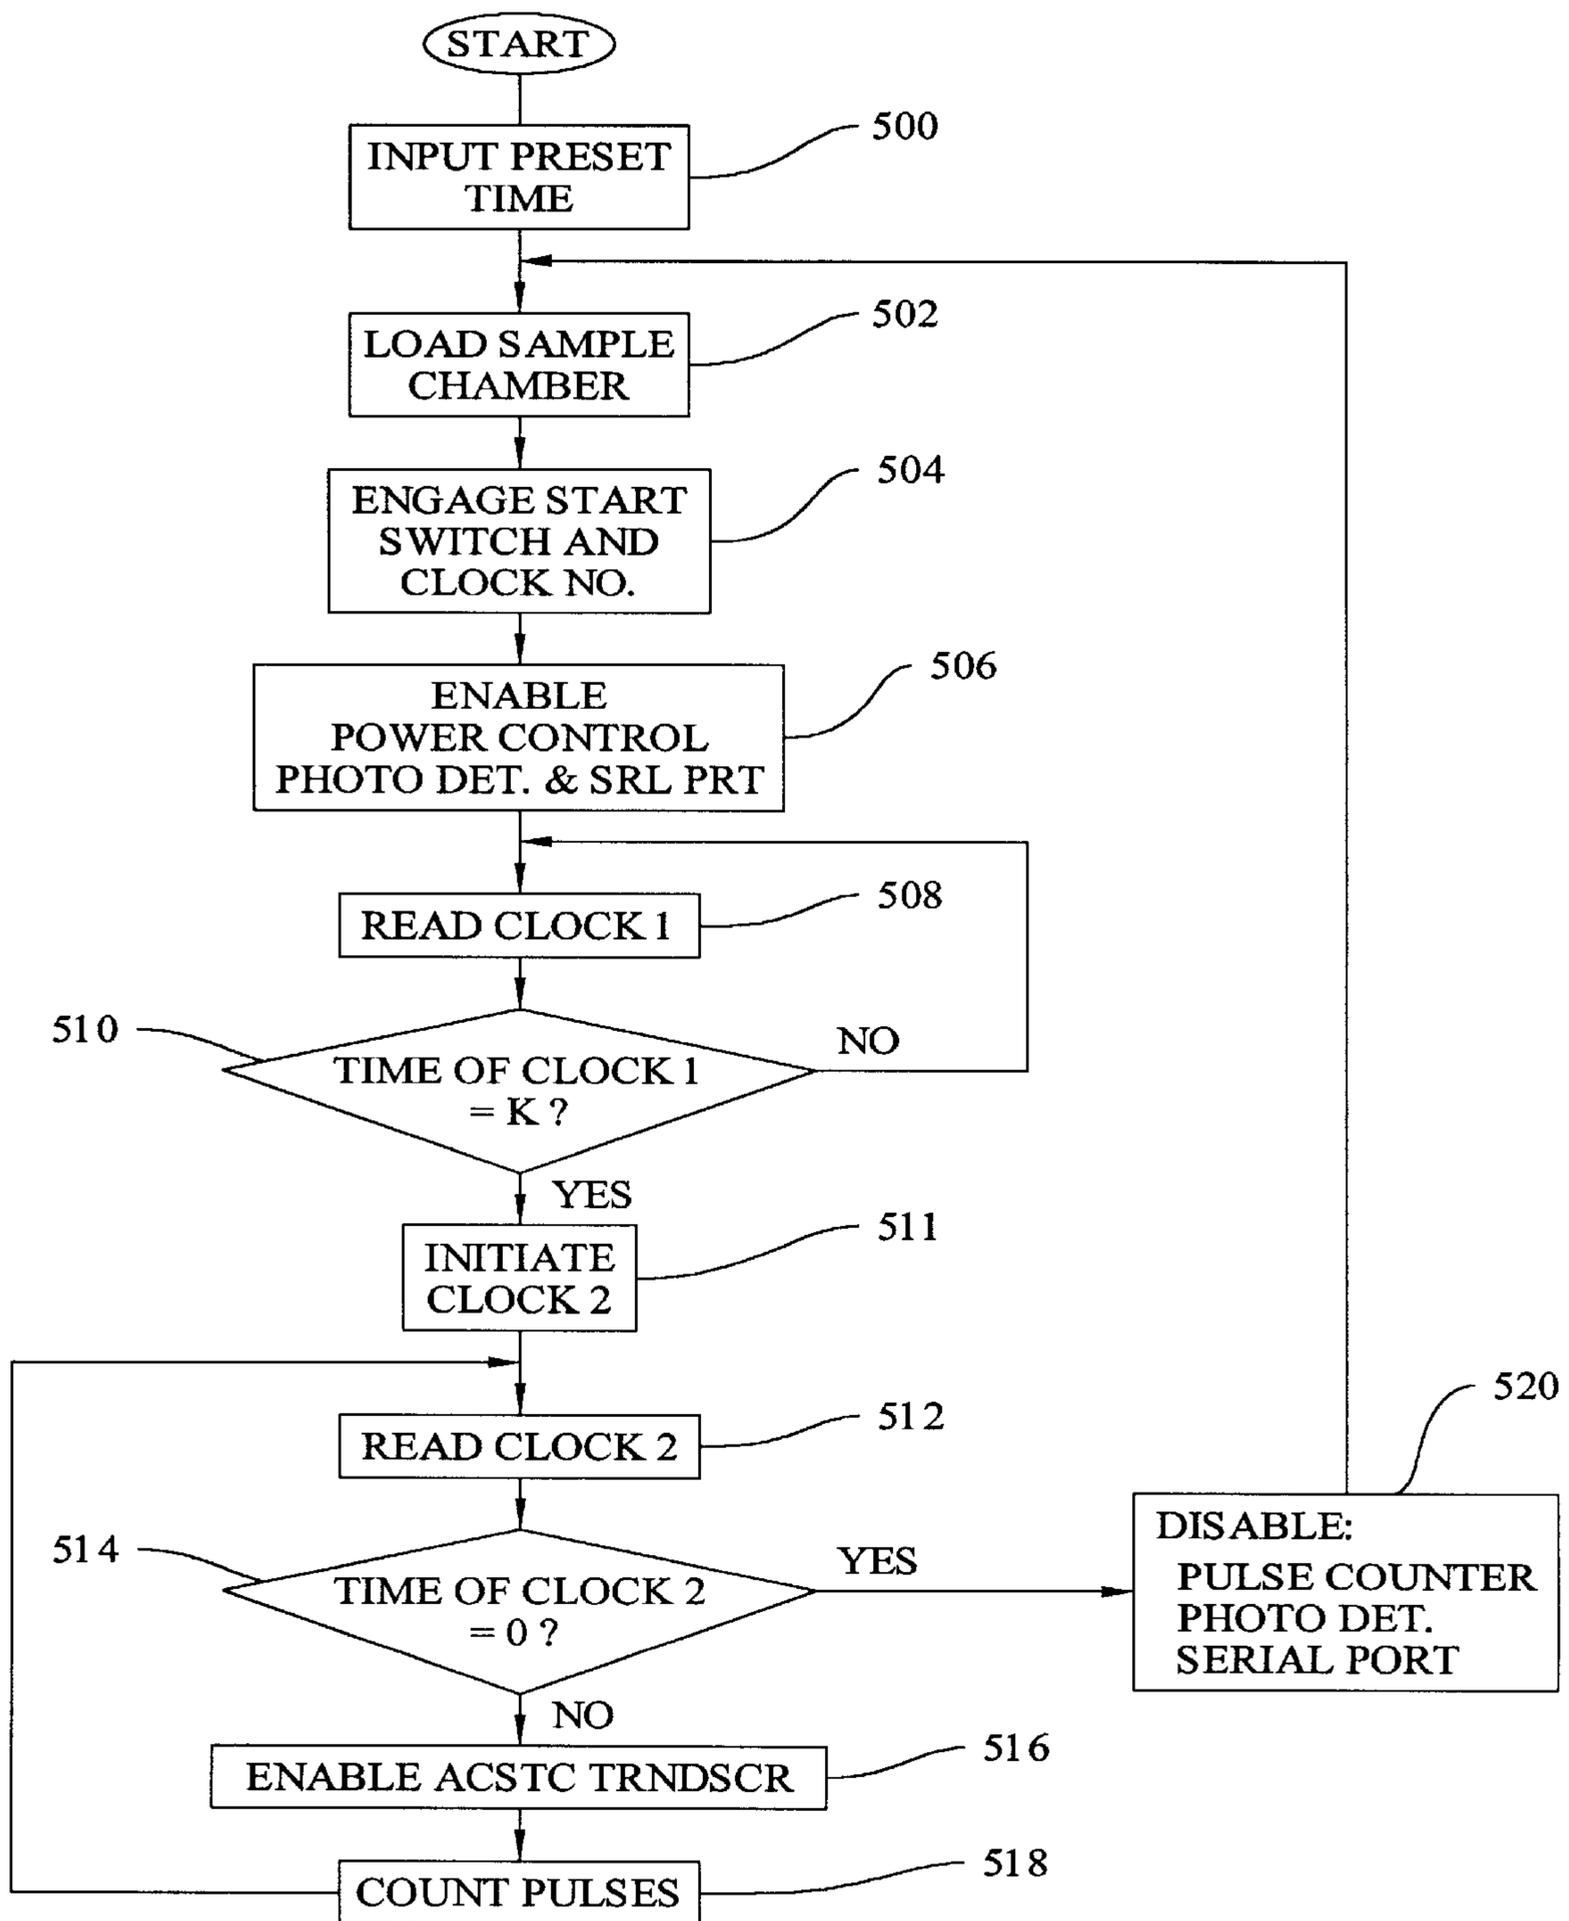 START
500
INPUT PRESET
TIME
502
LOAD SAMPLE
CHAMBER
504
ENGAGE START
SWITCH AND
CLOCK NO.
506
ENABLE
POWER CONTROL
PHOTO DET. & SRL PRT
508
READ CLOCK 1
510
NO
TIME OF CLOCK 1
= K ?
YES
511
INITIATE
CLOCK 2
512
READ CLOCK 2
514
YES
TIME OF CLOCK 2
= 0 ?
520
DISABLE:
PULSE COUNTER
PHOTO DET.
SERIAL PORT
NO
516
ENABLE ACSTC TRNDSCR
518
COUNT PULSES